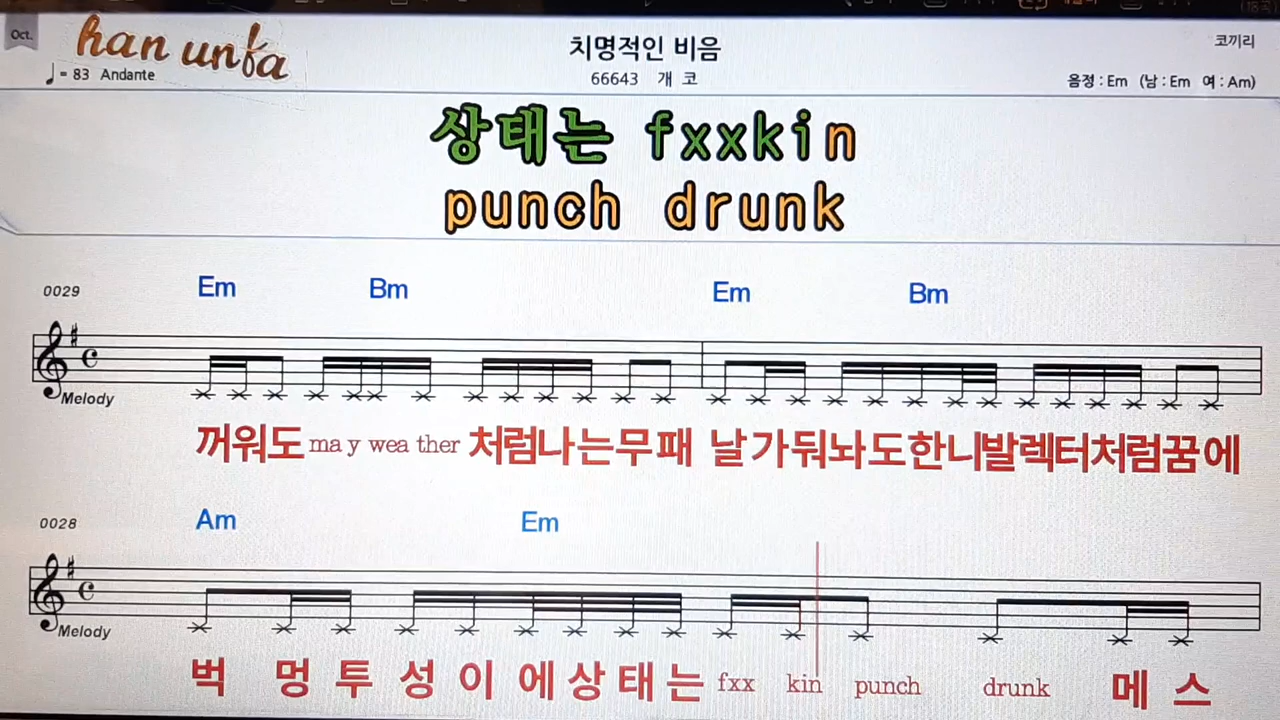 Oct.
han unfa
치명적인 비음
코끼리
♩= 83 Andante
66643 개 코
음정 : Em (남 : Em 여 : Am)
상태는 fxxkin
punch drunk
0029
Em Bm Em Bm
Melody
꺼워도 ma y wea ther 처럼나는무패 날가둬놔도한니발렉터처럼꿈에
0028
Am Em
Melody
벅 멍 투 성 이 에 상 태 는 fxx kin punch drunk 메 스